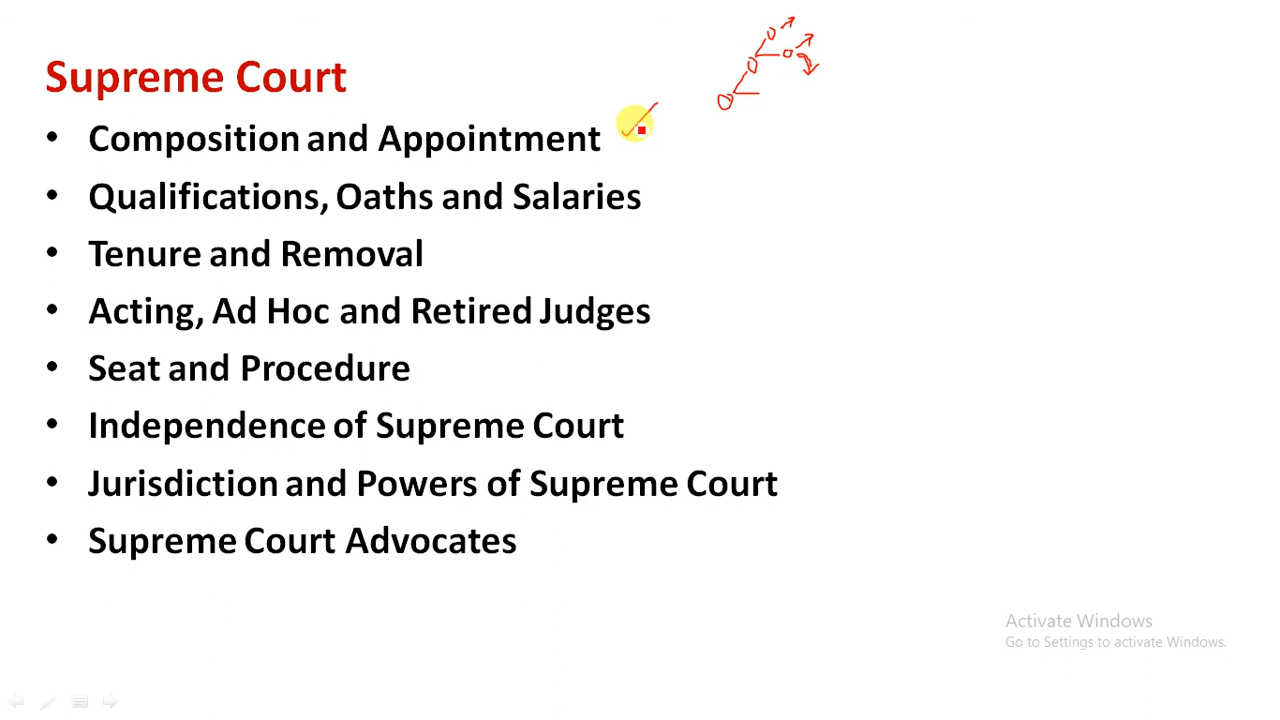 Supreme Court
• Composition and Appointment
• Qualifications, Oaths and Salaries
• Tenure and Removal
• Acting, Ad Hoc and Retired Judges
• Seat and Procedure
• Independence of Supreme Court
• Jurisdiction and Powers of Supreme Court
• Supreme Court Advocates
Activate Windows
Go to Settings to activate Windows.